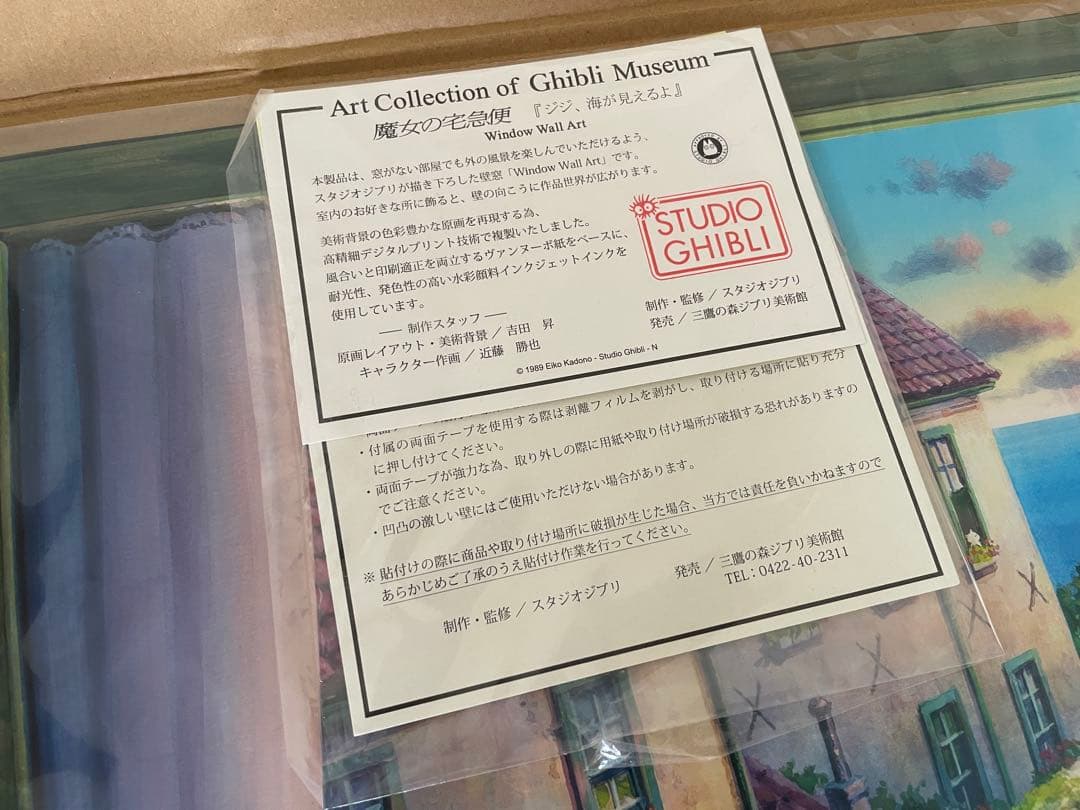 Art Collection of Ghibli Museum
魔女の宅急便 『ジジ、海が見えるよ』
Window Wall Art
本製品は、窓がない部屋でも外の風景を楽しんでいただけるよう、
スタジオジブリが描き下ろした壁窓「Window Wall Art」です。
室内のお好きな所に飾ると、壁の向こうに作品世界が広がります。
美術背景の色彩豊かな原画を再現する為、
高精細デジタルプリント技術で複製いたしました。
風合いと印刷適正を両立するヴァンヌーボ紙をベースに、
耐光性、発色性の高い水彩顔料インクジェットインクを
使用しています。
STUDIO
GHIBLI
― 制作スタッフ ―
原画レイアウト・美術背景 / 吉田 昇
キャラクター作画 / 近藤 勝也
制作・監修 / スタジオジブリ
発売 / 三鷹の森ジブリ美術館
© 1989 Eiko Kadono - Studio Ghibli - N
・付属の両面テープを使用する際は剥離フィルムを剥がし、取り付ける場所に貼り充分
に押し付けてください。
・両面テープが強力な為、取り外しの際に用紙や取り付け場所が破損する恐れがありますの
でご注意ください。
・凹凸の激しい壁にはご使用いただけない場合があります。
※ 貼付けの際に商品や取り付け場所に破損が生じた場合、当方では責任を負いかねますので
あらかじめご了承のうえ貼付け作業を行ってください。
制作・監修 / スタジオジブリ
発売 / 三鷹の森ジブリ美術館
TEL : 0422-40-2311